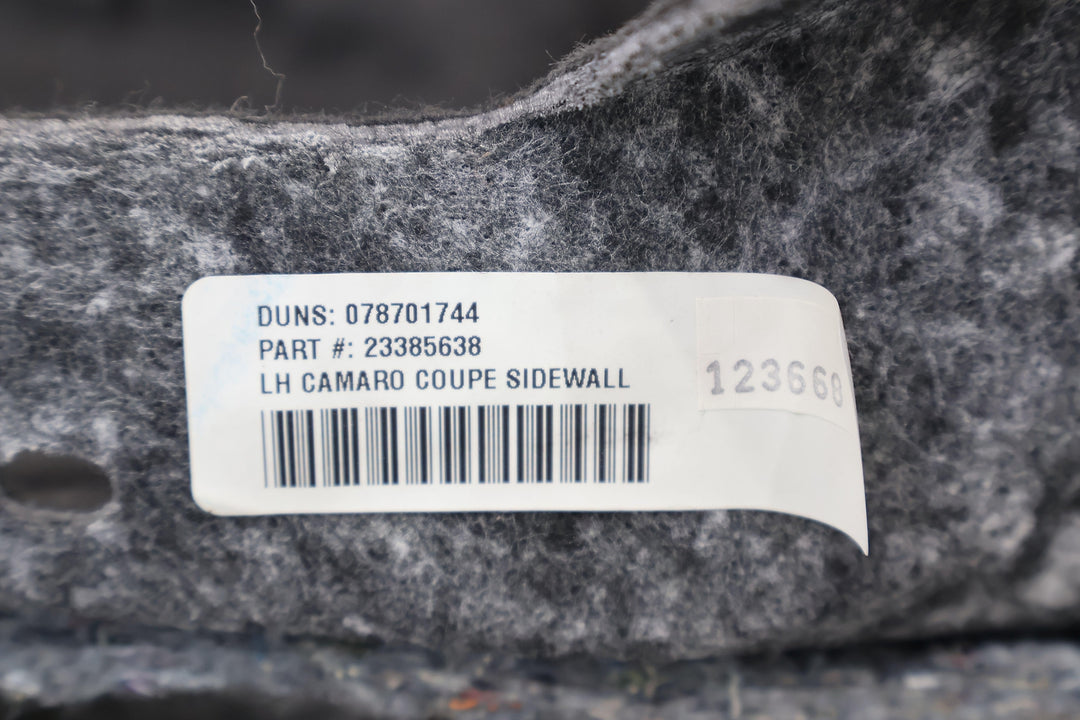 DUNS: 078701744
PART #: 23385638
LH CAMARO COUPE SIDEWALL
123668